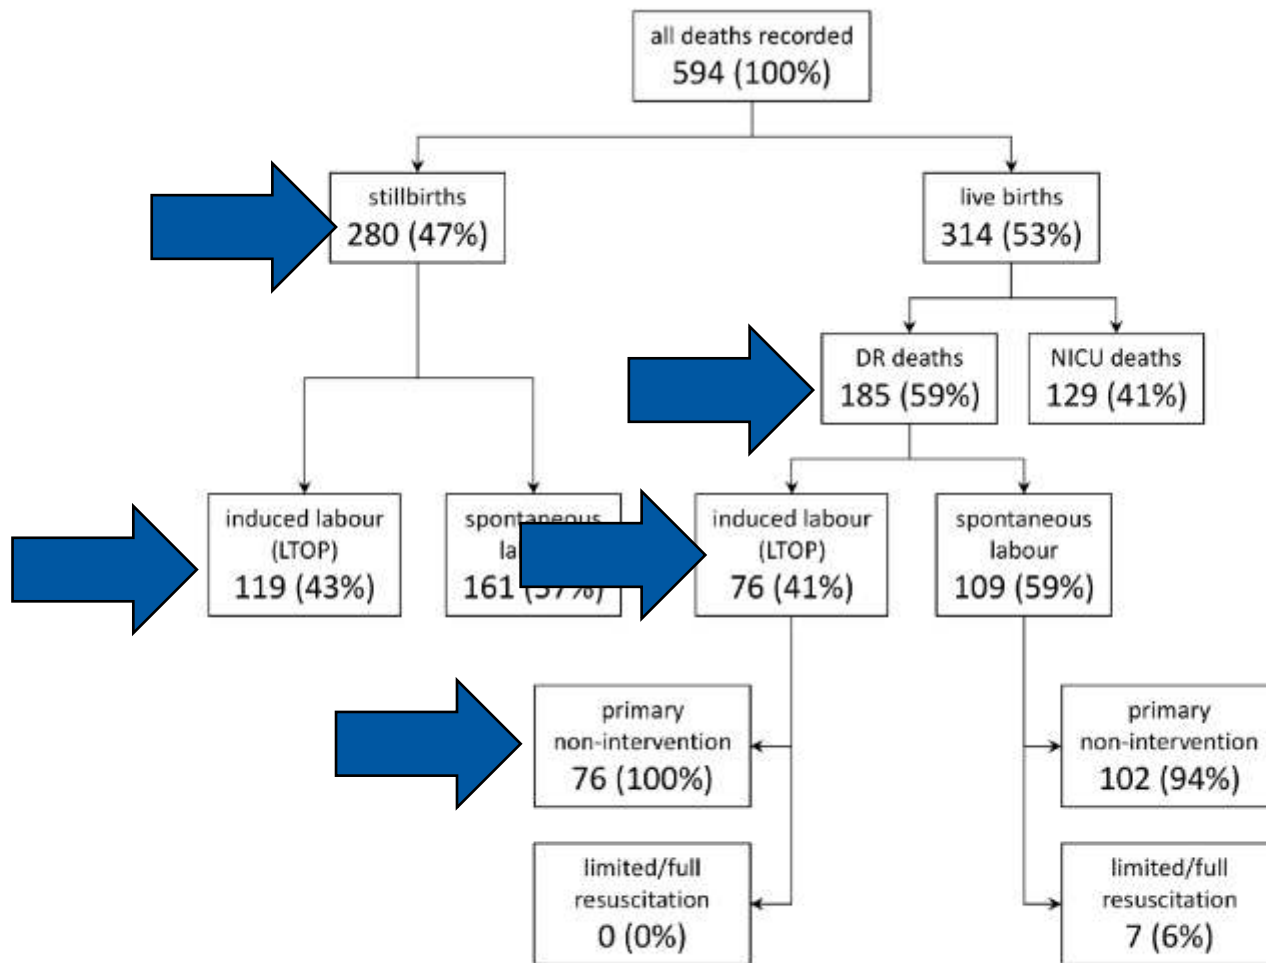 all deaths recorded
594 (100%)
stillbirths
280 (47%)
live births
314 (53%)
DR deaths
185 (59%)
NICU deaths
129 (41%)
induced labour
(LTOP)
119 (43%)
spontaneous
161
induced labour
(LTOP)
76 (41%)
spontaneous
labour
109 (59%)
primary
non-intervention
76 (100%)
primary
non-intervention
102 (94%)
limited/full
resuscitation
0 (0%)
limited/full
resuscitation
7 (6%)